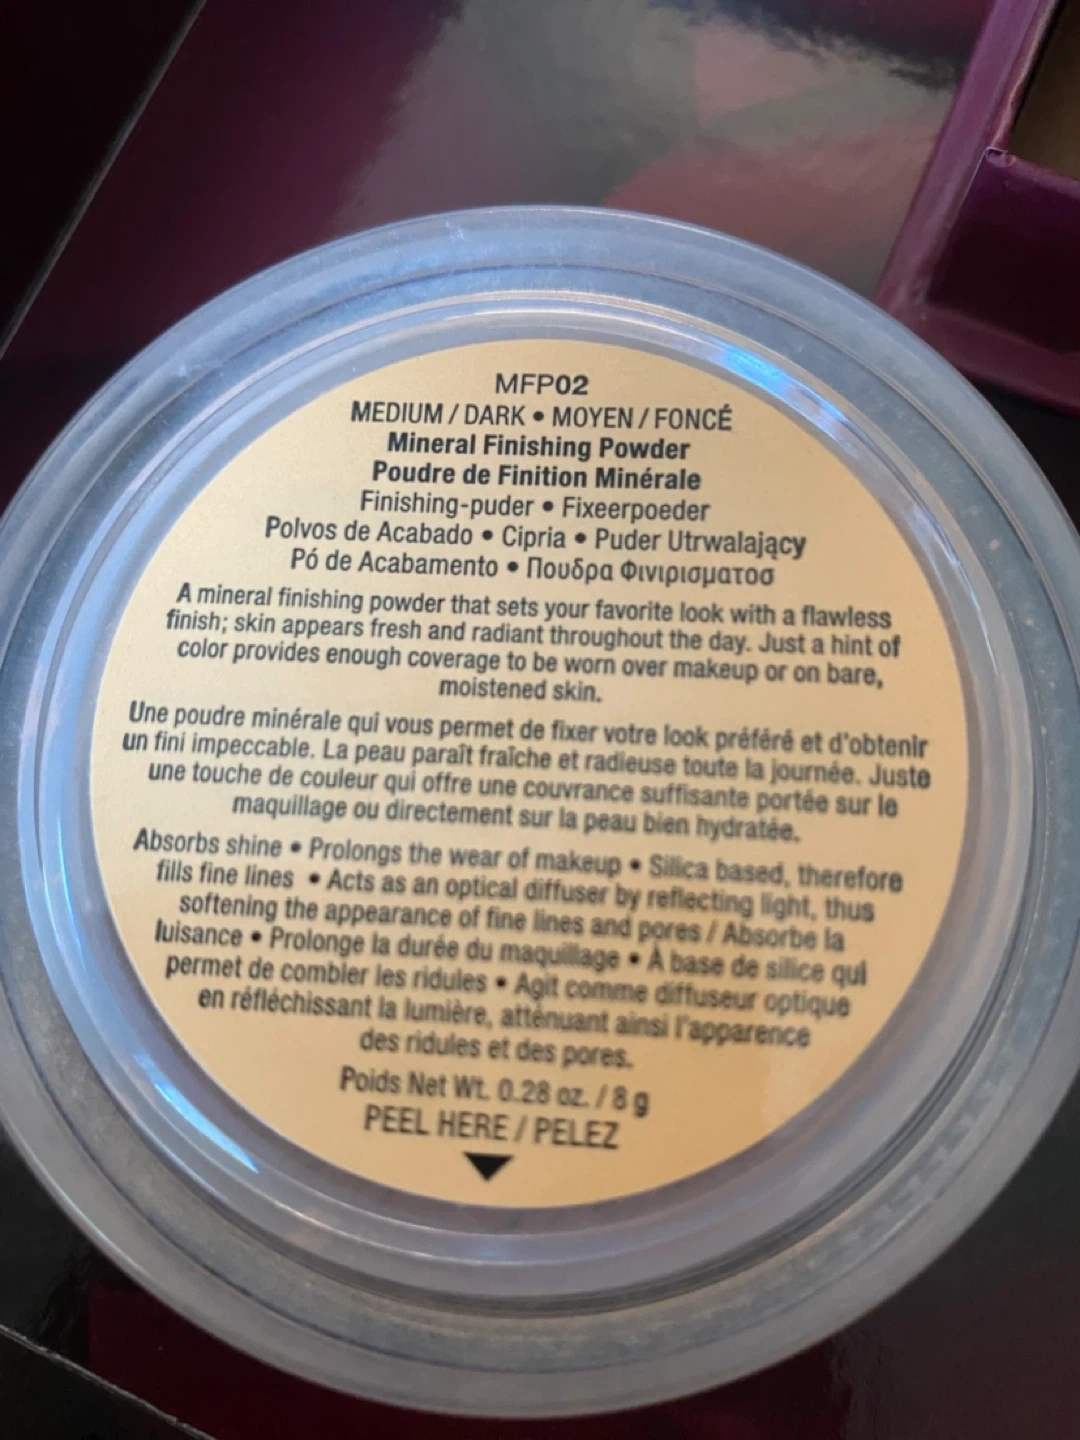 MFP02
MEDIUM / DARK • MOYEN / FONCÉ
Mineral Finishing Powder
Poudre de Finition Minérale
Finishing-puder • Fixeerpoeder
Polvos de Acabado • Cipria • Puder Utrwalający
Pó de Acabamento • Πουδρα Φινιρισματοσ
A mineral finishing powder that sets your favorite look with a flawless
finish; skin appears fresh and radiant throughout the day. Just a hint of
color provides enough coverage to be worn over makeup or on bare,
moistened skin.
Une poudre minérale qui vous permet de fixer votre look préféré et d'obtenir
un fini impeccable. La peau paraît fraîche et radieuse toute la journée. Juste
une touche de couleur qui offre une couvrance suffisante portée sur le
maquillage ou directement sur la peau bien hydratée.
Absorbs shine • Prolongs the wear of makeup • Silica based, therefore
fills fine lines • Acts as an optical diffuser by reflecting light, thus
softening the appearance of fine lines and pores / Absorbe la
luisance • Prolonge la durée du maquillage • À base de silice qui
permet de combler les ridules • Agit comme diffuseur optique
en réfléchissant la lumière, atténuant ainsi l'apparence
des ridules et des pores.
Poids Net Wt. 0.28 oz. / 8 g
PEEL HERE / PELEZ